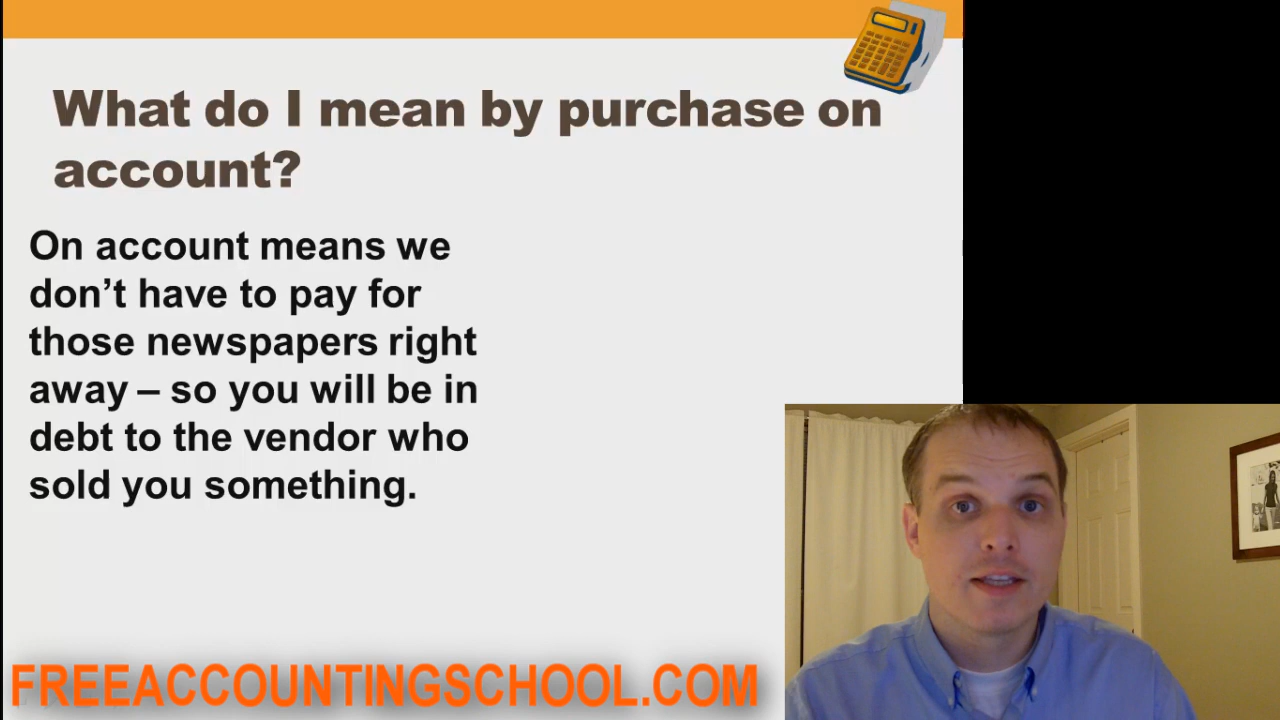 What do I mean by purchase on
account?
On account means we
don’t have to pay for
those newspapers right
away – so you will be in
debt to the vendor who
sold you something.
FREEACCOUNTINGSCHOOL.COM